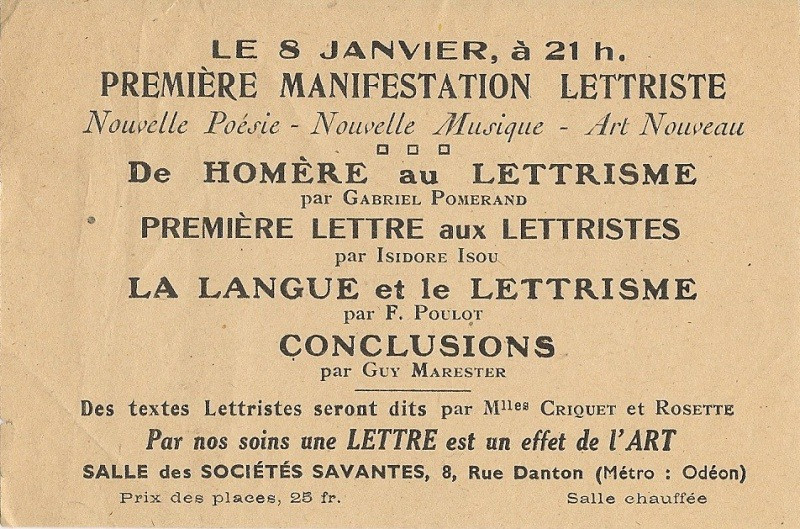 LE 8 JANVIER, à 21 h.
PREMIÈRE MANIFESTATION LETTRISTE
Nouvelle Poésie - Nouvelle Musique - Art Nouveau
De HOMÈRE au LETTRISME
par GABRIEL POMERAND
PREMIÈRE LETTRE aux LETTRISTES
par ISIDORE ISOU
LA LANGUE et le LETTRISME
par F. POULOT
CONCLUSIONS
par GUY MARESTER
Des textes Lettristes seront dits par Mlles CRIQUET et ROSETTE
Par nos soins une LETTRE est un effet de l'ART
SALLE des SOCIÉTÉS SAVANTES, 8, Rue Danton (Métro : Odéon)
Prix des places, 25 fr. Salle chauffée